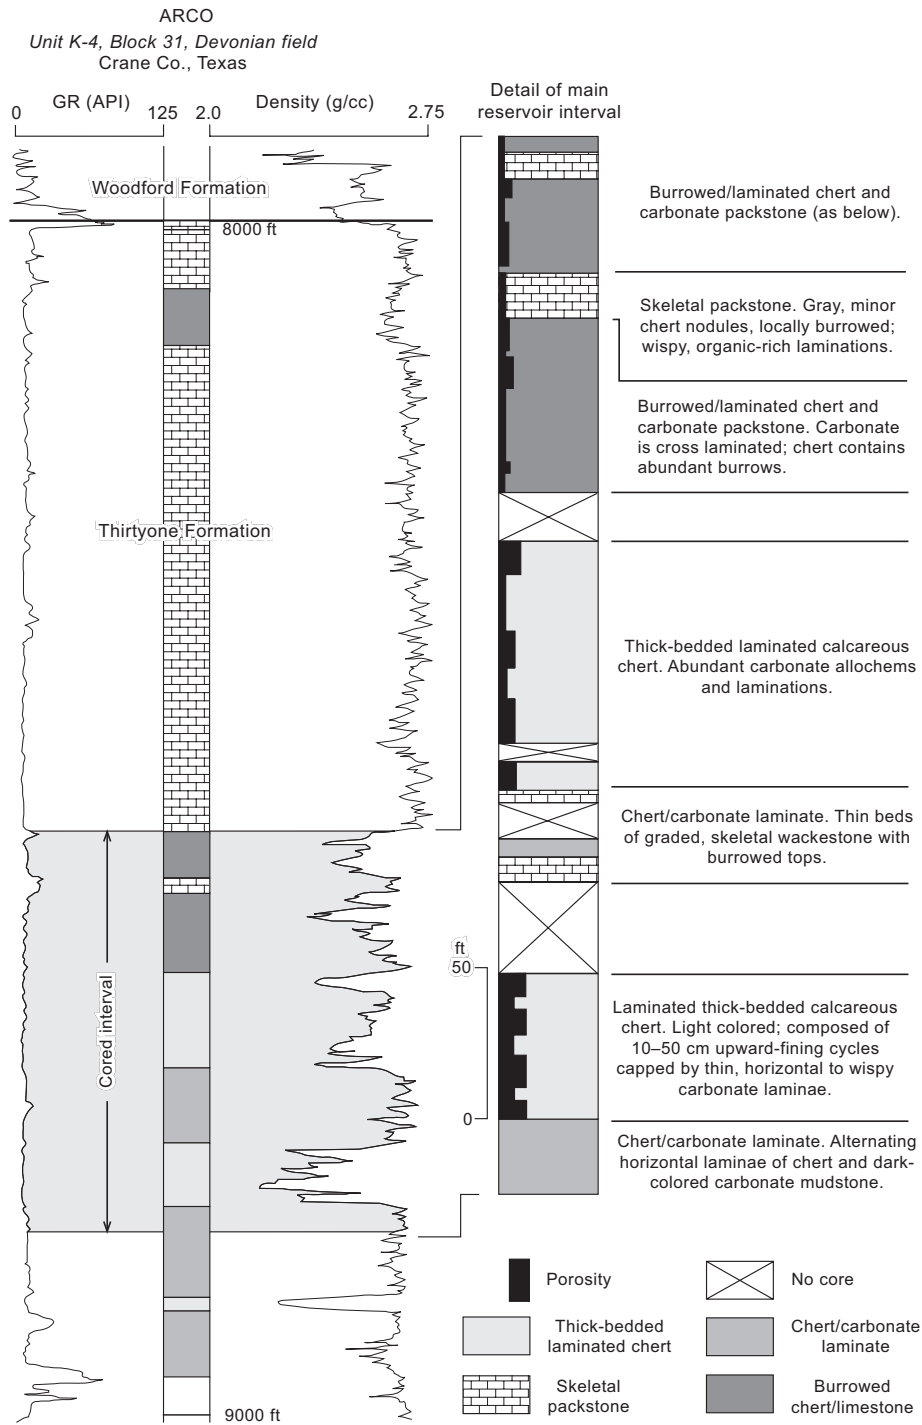 ARCO
Unit K-4, Block 31, Devonian field
Crane Co., Texas
0 GR (API) 125 2.0 Density (g/cc) 2.75
Detail of main
reservoir interval
Woodford Formation
8000 ft
Thirtyone Formation
Cored interval
9000 ft
ft
50
0
Burrowed/laminated chert and
carbonate packstone (as below).
Skeletal packstone. Gray, minor
chert nodules, locally burrowed;
wispy, organic-rich laminations.
Burrowed/laminated chert and
carbonate packstone. Carbonate
is cross laminated; chert contains
abundant burrows.
Thick-bedded laminated calcareous
chert. Abundant carbonate allochems
and laminations.
Chert/carbonate laminate. Thin beds
of graded, skeletal wackestone with
burrowed tops.
Laminated thick-bedded calcareous
chert. Light colored; composed of
10–50 cm upward-fining cycles
capped by thin, horizontal to wispy
carbonate laminae.
Chert/carbonate laminate. Alternating
horizontal laminae of chert and dark-
colored carbonate mudstone.
Porosity
No core
Thick-bedded
laminated chert
Chert/carbonate
laminate
Skeletal
packstone
Burrowed
chert/limestone